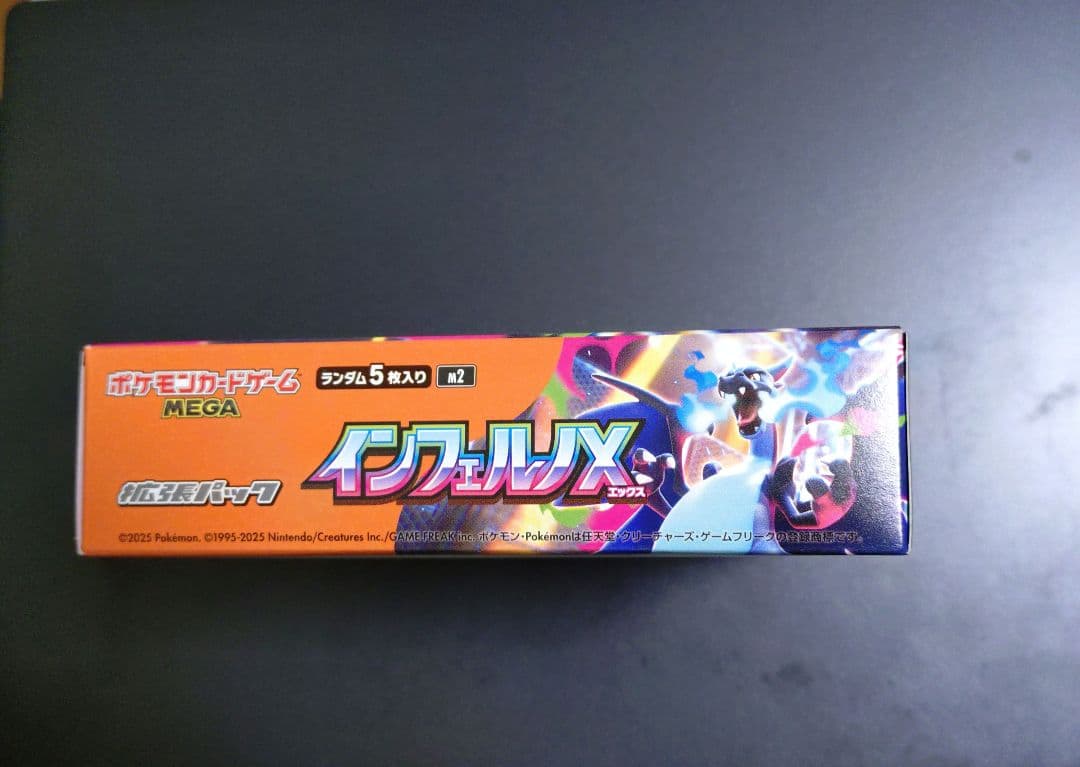 ポケモンカードゲーム
MEGA
ランダム5枚入り M2
インフェルノX
エックス
拡張パック
©2025 Pokémon. ©1995-2025 Nintendo/Creatures Inc./GAME FREAK inc. ポケモン・Pokémonは任天堂・クリーチャーズ・ゲームフリークの登録商標です。